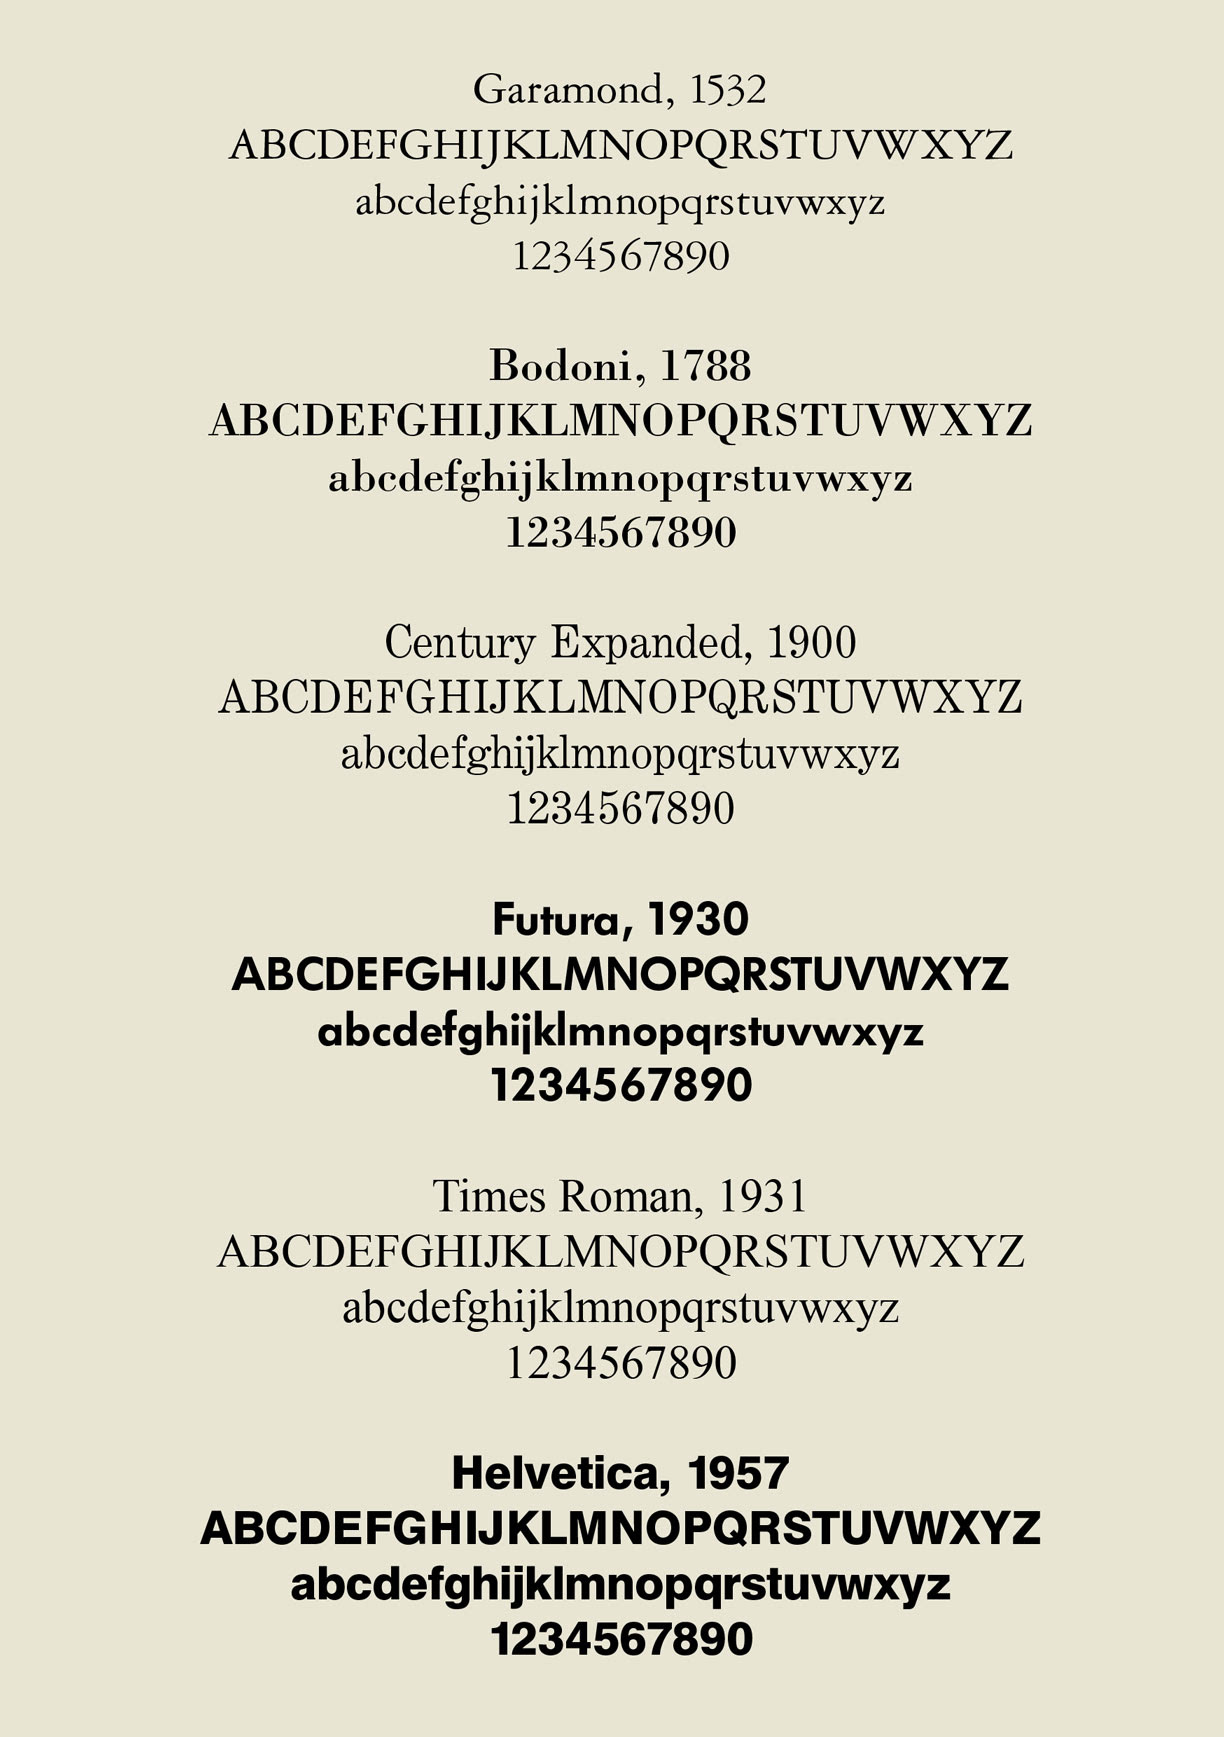 Garamond, 1532
ABCDEFGHIJKLMNOPQRSTUVWXYZ
abcdefghijklmnopqrstuvwxyz
1234567890
Bodoni, 1788
ABCDEFGHIJKLMNOPQRSTUVWXYZ
abcdefghijklmnopqrstuvwxyz
1234567890
Century Expanded, 1900
ABCDEFGHIJKLMNOPQRSTUVWXYZ
abcdefghijklmnopqrstuvwxyz
1234567890
Futura, 1930
ABCDEFGHIJKLMNOPQRSTUVWXYZ
abcdefghijklmnopqrstuvwxyz
1234567890
Times Roman, 1931
ABCDEFGHIJKLMNOPQRSTUVWXYZ
abcdefghijklmnopqrstuvwxyz
1234567890
Helvetica, 1957
ABCDEFGHIJKLMNOPQRSTUVWXYZ
abcdefghijklmnopqrstuvwxyz
1234567890